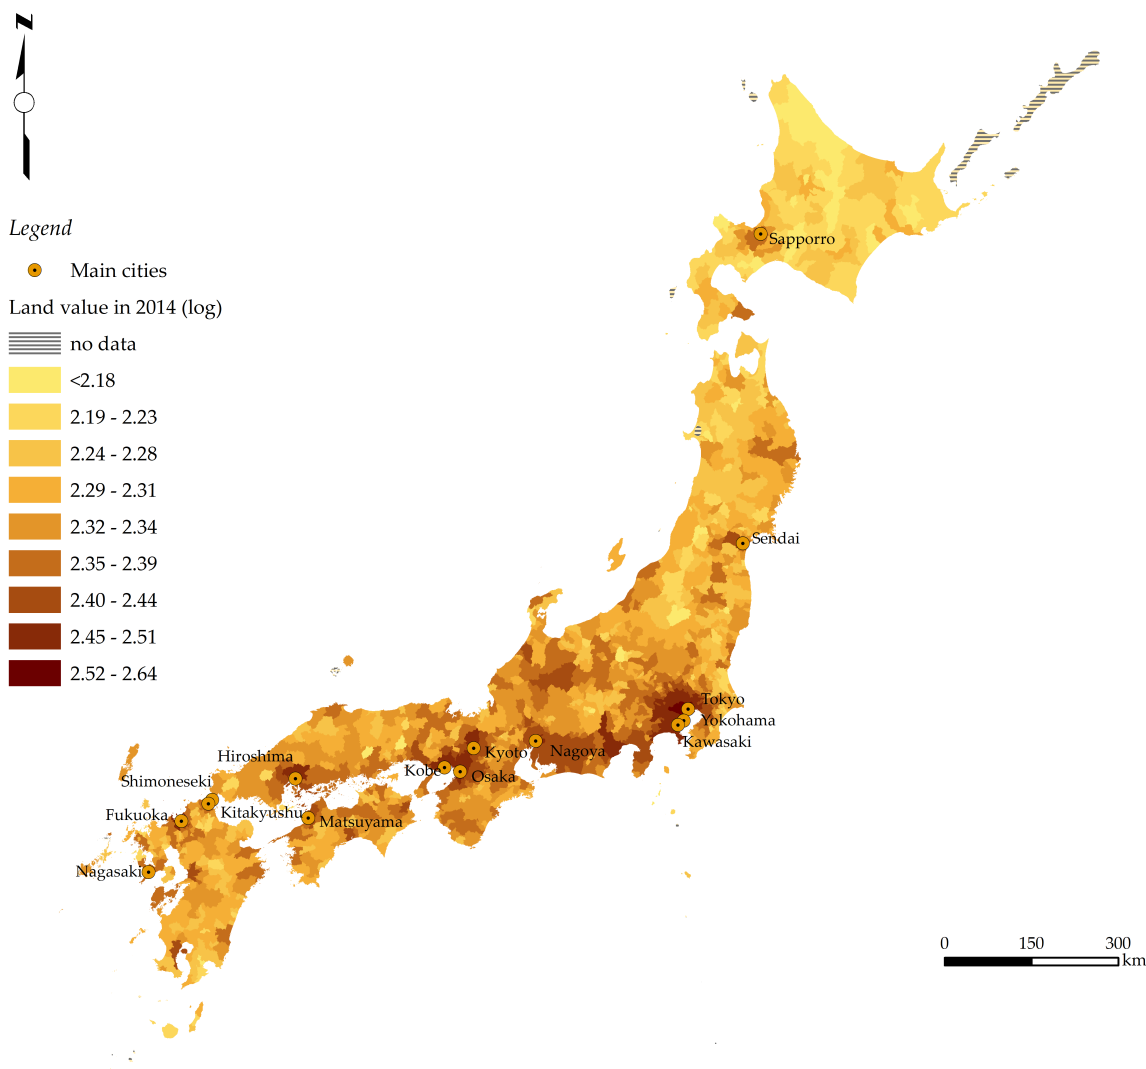 N
Legend
Main cities
Land value in 2014 (log)
no data
<2.18
2.19 - 2.23
2.24 - 2.28
2.29 - 2.31
2.32 - 2.34
2.35 - 2.39
2.40 - 2.44
2.45 - 2.51
2.52 - 2.64
Sapporro
Sendai
Tokyo
Yokohama
Kawasaki
Nagoya
Kyoto
Kobe
Osaka
Hiroshima
Shimoneseki
Kitakyushu
Fukuoka
Matsuyama
Nagasaki
0 150 300
km